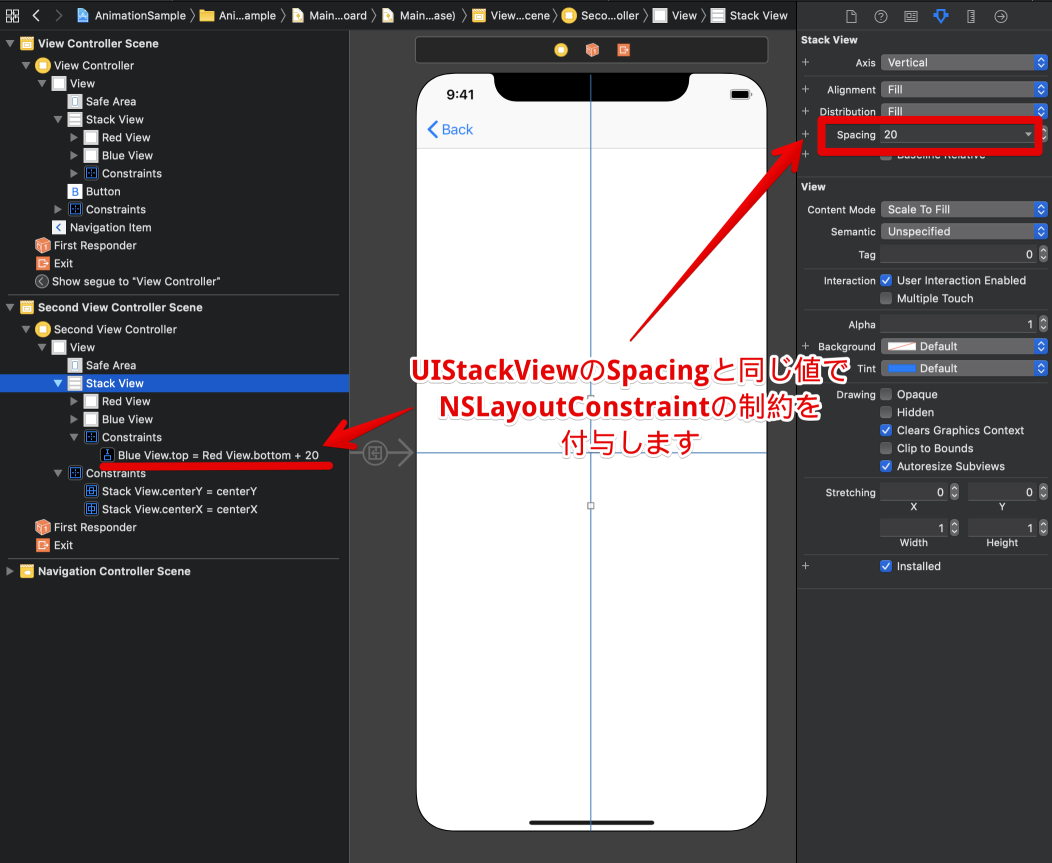 AnimationSample
Ani...ample
Main...oard
Main...ase)
View...cene
Seco...oller
View
Stack View
View Controller Scene
View Controller
View
Safe Area
Stack View
Red View
Blue View
Constraints
Button
Constraints
Navigation Item
First Responder
Exit
Show segue to "View Controller"
Second View Controller Scene
Second View Controller
View
Safe Area
Stack View
Red View
Blue View
Constraints
Blue View.top = Red View.bottom + 20
Constraints
Stack View.centerY = centerY
Stack View.centerX = centerX
First Responder
Exit
Navigation Controller Scene
9:41
Back
UIStackViewのSpacingと同じ値で
NSLayoutConstraintの制約を
付与します
Stack View
Axis Vertical
Alignment Fill
Distribution Fill
Spacing 20
Baseline Relative
View
Content Mode Scale To Fill
Semantic Unspecified
Tag 0
Interaction User Interaction Enabled
Multiple Touch
Alpha 1
Background Default
Tint Default
Drawing Opaque
Hidden
Clears Graphics Context
Clip to Bounds
Autoresize Subviews
Stretching 0 0
X Y
1 1
Width Height
Installed